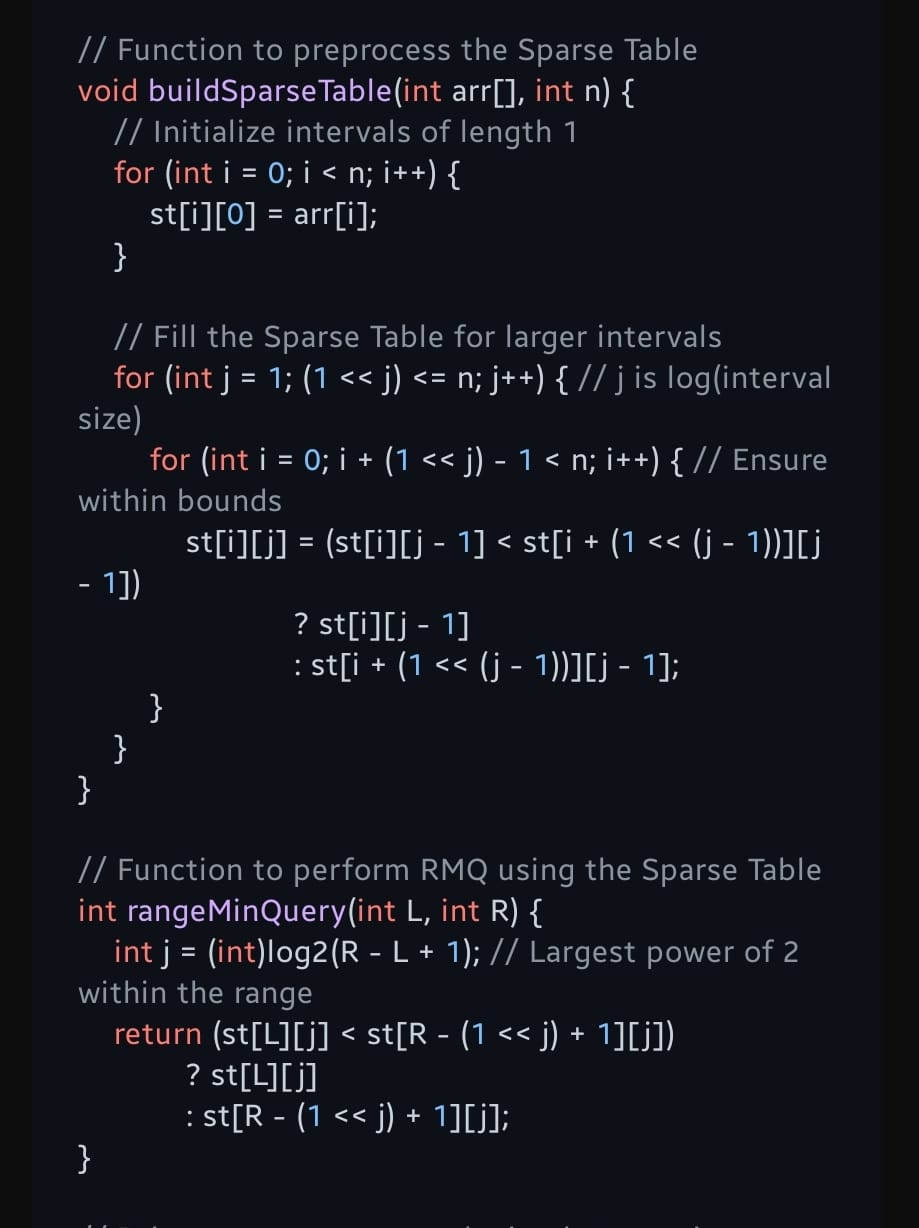 // Function to preprocess the Sparse Table
void buildSparseTable(int arr[], int n) {
// Initialize intervals of length 1
for (int i = 0; i < n; i++) {
st[i][0] = arr[i];
}
// Fill the Sparse Table for larger intervals
for (int j = 1; (1 << j) <= n; j++) { // j is log(interval
size)
for (int i = 0; i + (1 << j) - 1 < n; i++) { // Ensure
within bounds
st[i][j] = (st[i][j - 1] < st[i + (1 << (j - 1))][j
- 1])
? st[i][j - 1]
: st[i + (1 << (j - 1))][j - 1];
}
}
}
// Function to perform RMQ using the Sparse Table
int rangeMinQuery(int L, int R) {
int j = (int)log2(R - L + 1); // Largest power of 2
within the range
return (st[L][j] < st[R - (1 << j) + 1][j])
? st[L][j]
: st[R - (1 << j) + 1][j];
}